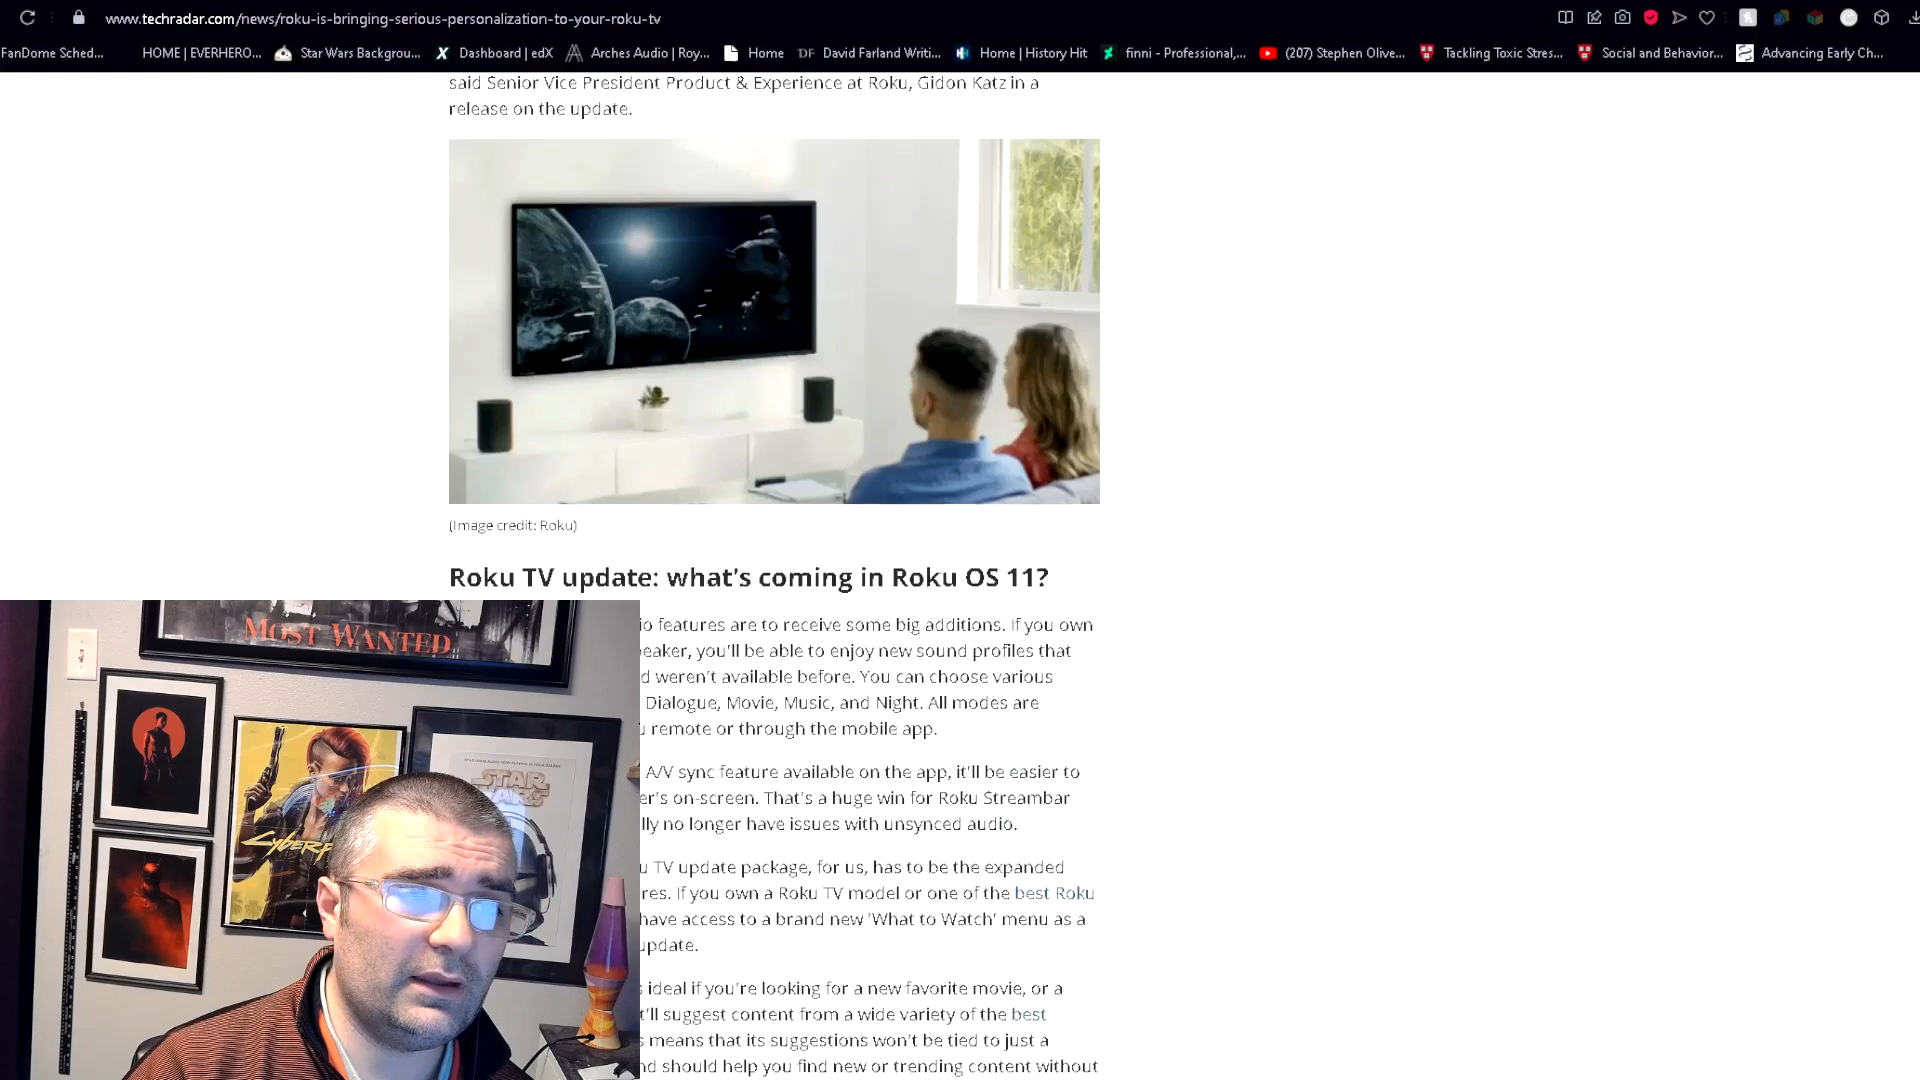 www.techradar.com/news/roku-is-bringing-serious-personalization-to-your-roku-tv
FanDome Sched... HOME | EVERHERO... Star Wars Backgrou... Dashboard | edX Arches Audio | Roy... Home DF David Farland Writi... Home | History Hit finni - Professional,... (207) Stephen Olive... Tackling Toxic Stres... Social and Behavior... Advancing Early Ch...
said Senior Vice President Product & Experience at Roku, Gidon Katz in a
release on the update.
(Image credit: Roku)
Roku TV update: what's coming in Roku OS 11?
features are to receive some big additions. If you own
you'll be able to enjoy new sound profiles that
weren't available before. You can choose various
Dialogue, Movie, Music, and Night. All modes are
remote or through the mobile app.
A/V sync feature available on the app, it'll be easier to
on-screen. That's a huge win for Roku Streambar
no longer have issues with unsynced audio.
TV update package, for us, has to be the expanded
If you own a Roku TV model or one of the best Roku
have access to a brand new 'What to Watch' menu as a
update.
ideal if you're looking for a new favorite movie, or a
suggest content from a wide variety of the best
means that its suggestions won't be tied to just a
should help you find new or trending content without
MOST WANTED
STAR WARS